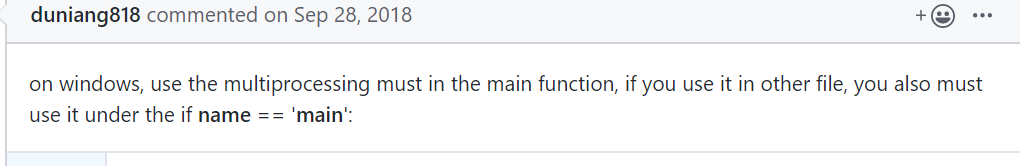 duniang818 commented on Sep 28, 2018
on windows, use the multiprocessing must in the main function, if you use it in other file, you also must
use it under the if name == 'main':